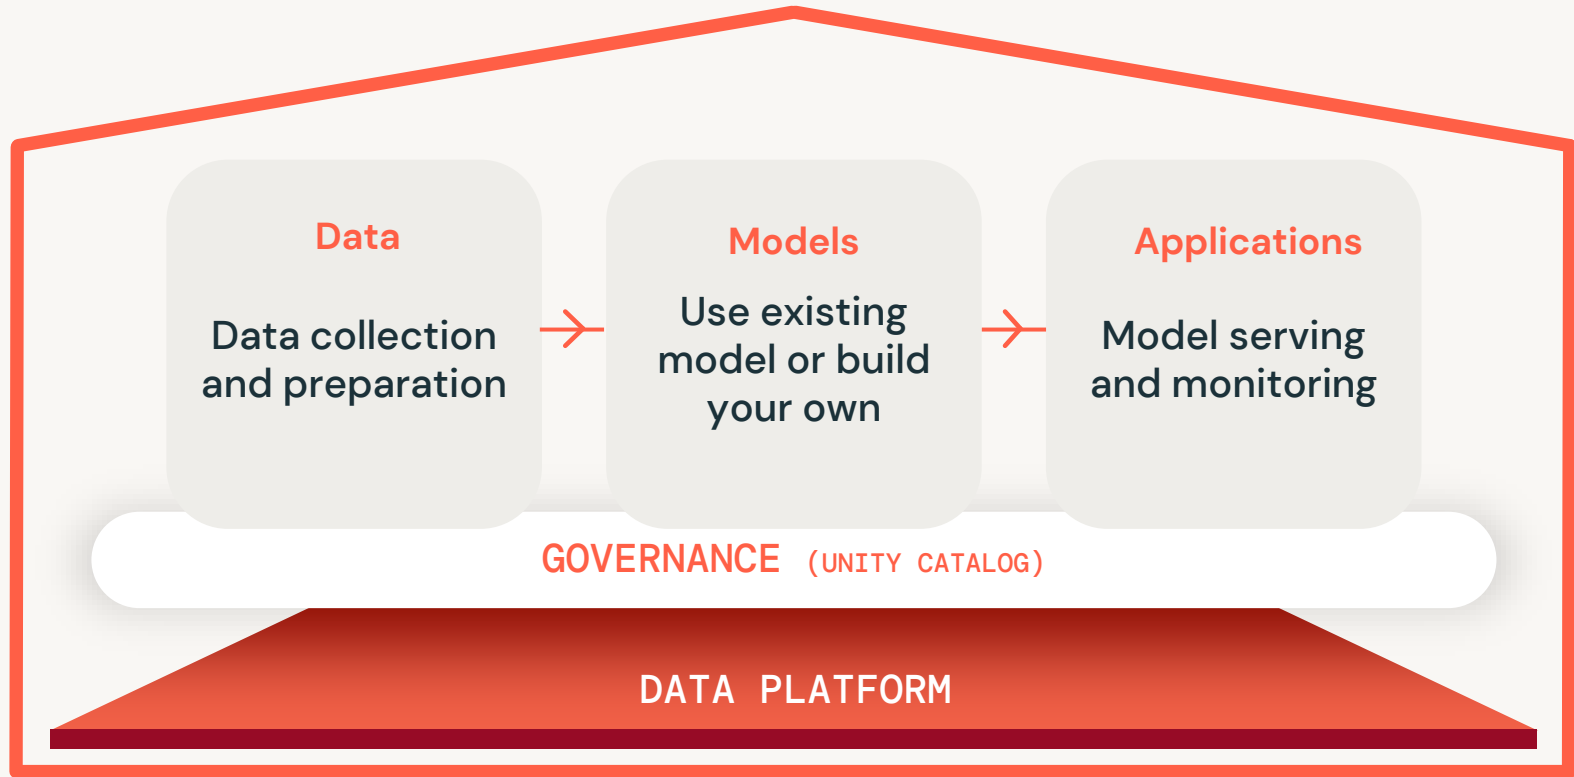 Data
Data collection
and preparation
Models
Use existing
model or build
your own
Applications
Model serving
and monitoring
GOVERNANCE (UNITY CATALOG)
DATA PLATFORM